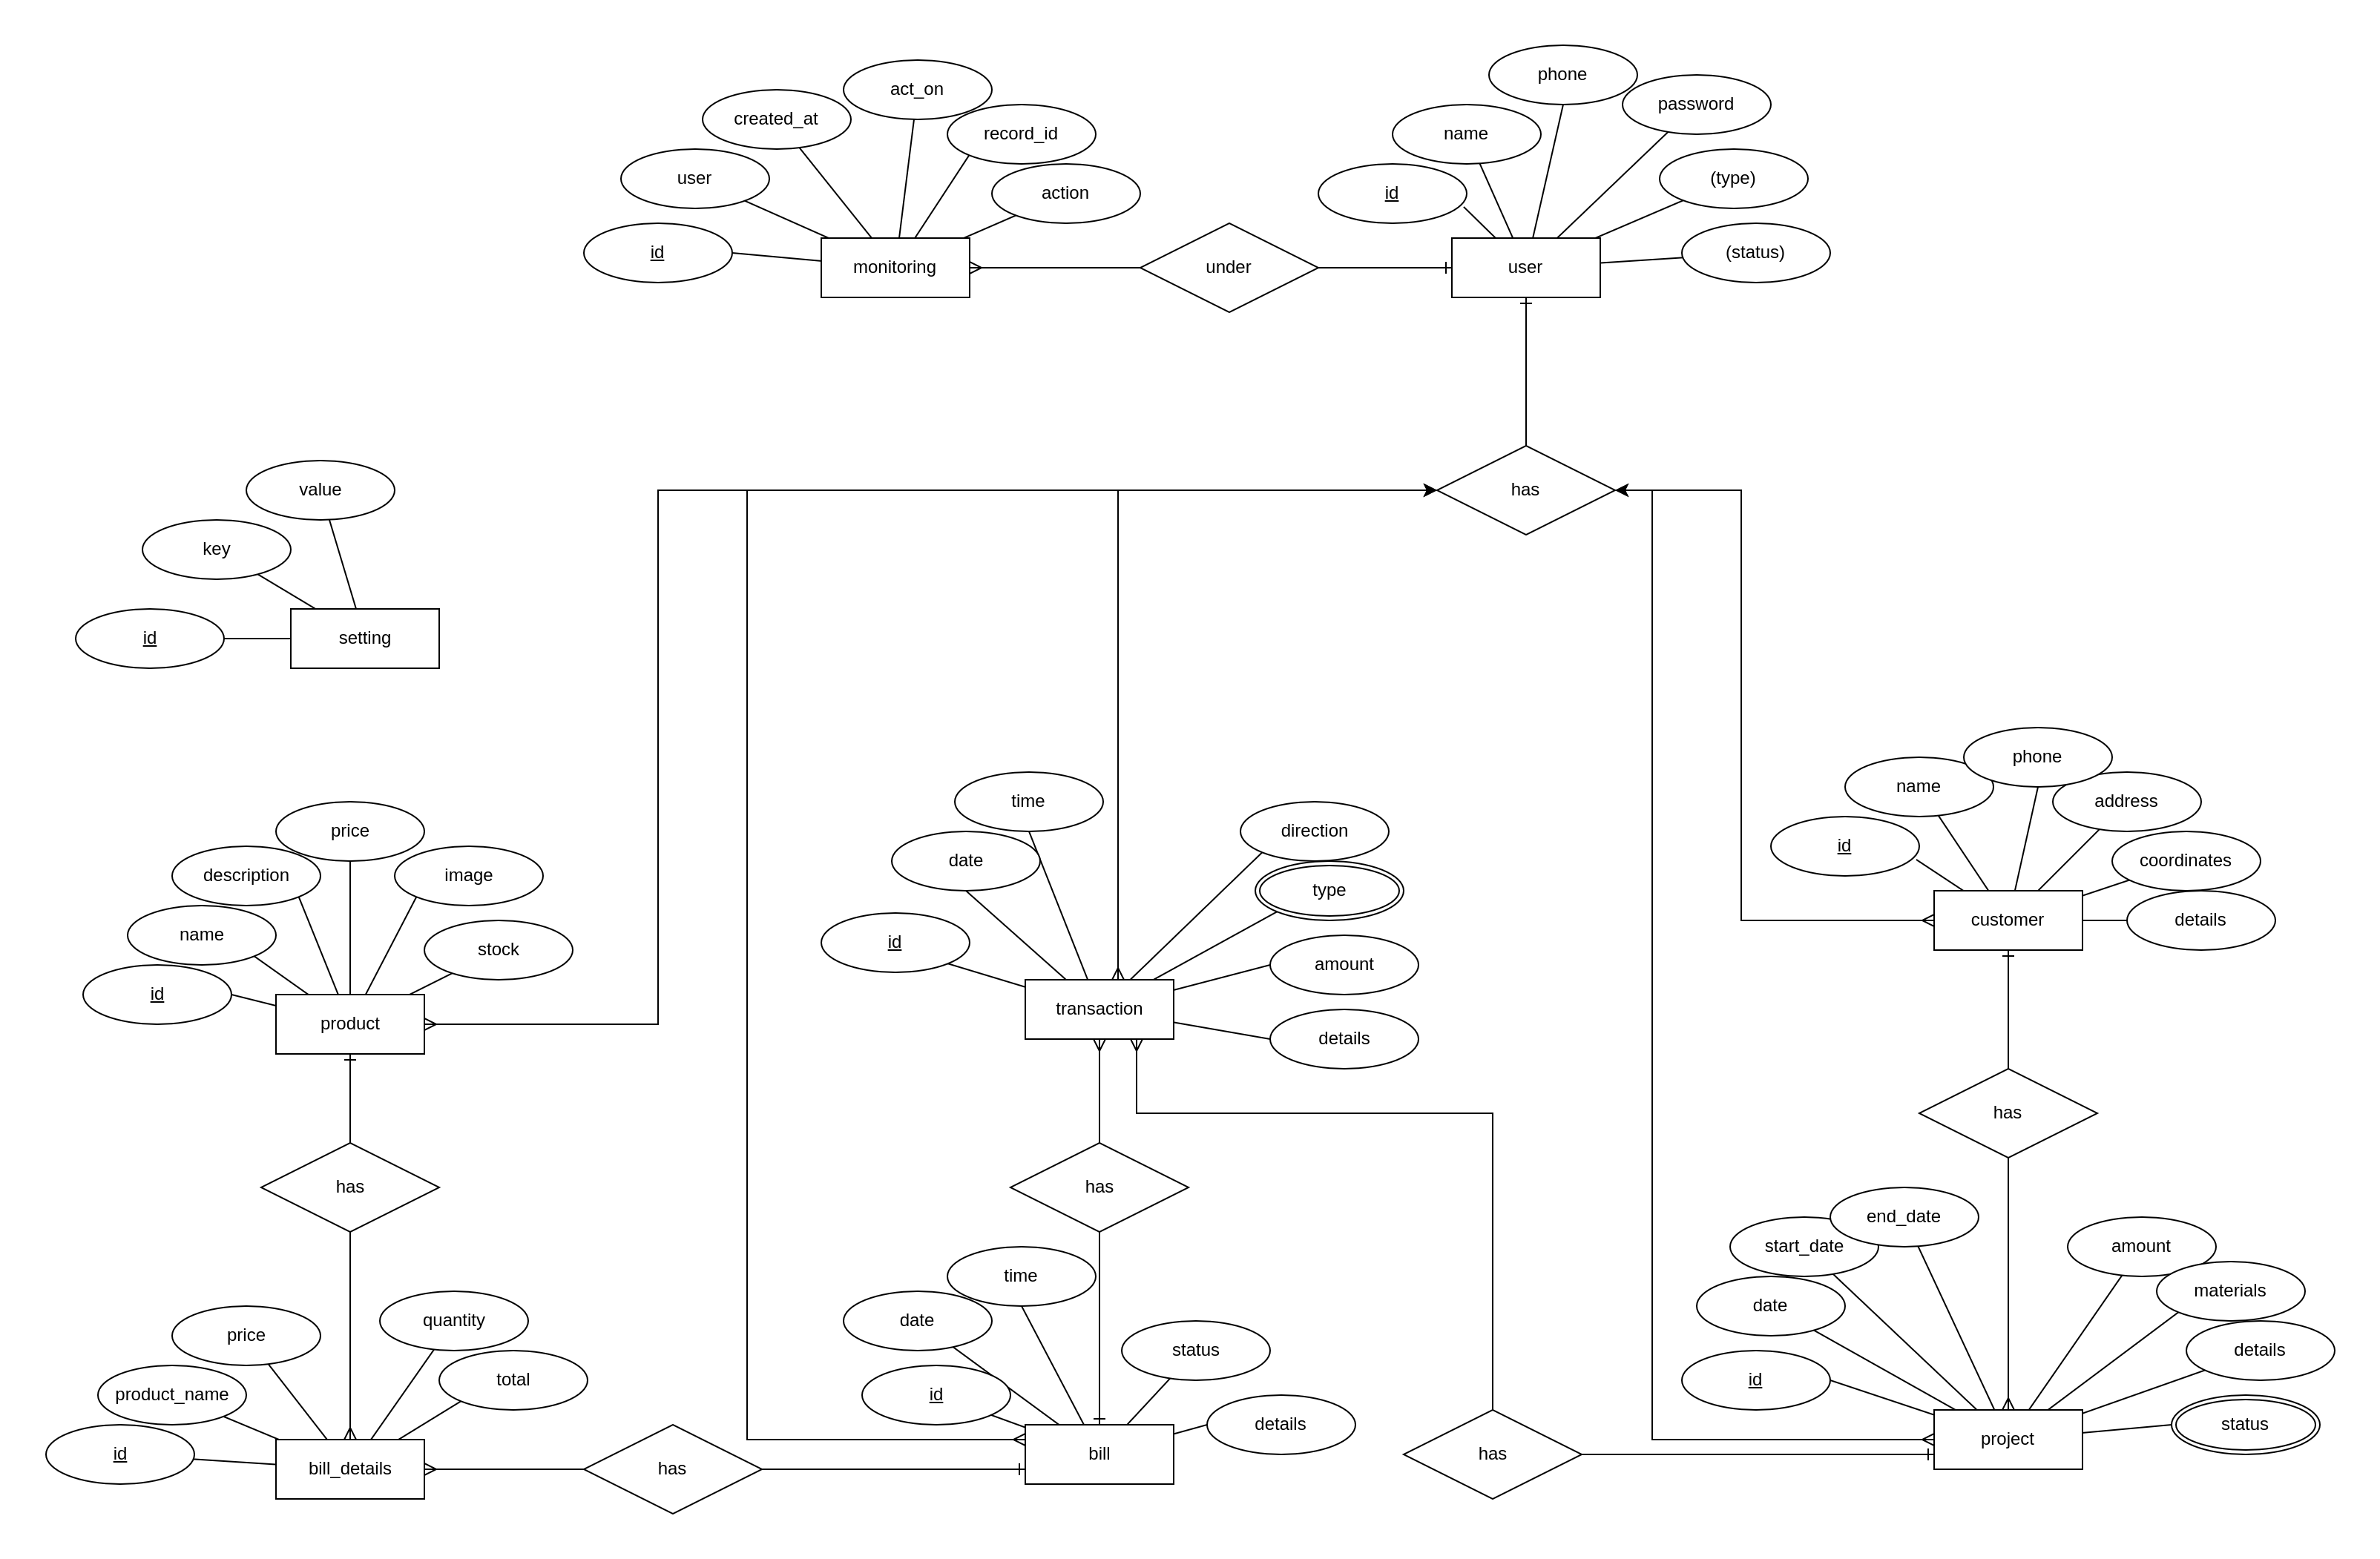 phone
act_on
password
created_at
name
record_id
user
(type)
action
id
id
(status)
monitoring
under
user
value
has
key
id
setting
phone
name
time
address
price
direction
id
date
coordinates
description
image
type
name
customer
details
id
stock
amount
id
product
transaction
details
has
has
has
end_date
start_date
amount
time
materials
date
quantity
date
price
status
details
total
id
product_name
id
details
status
id
bill_details
has
bill
has
project